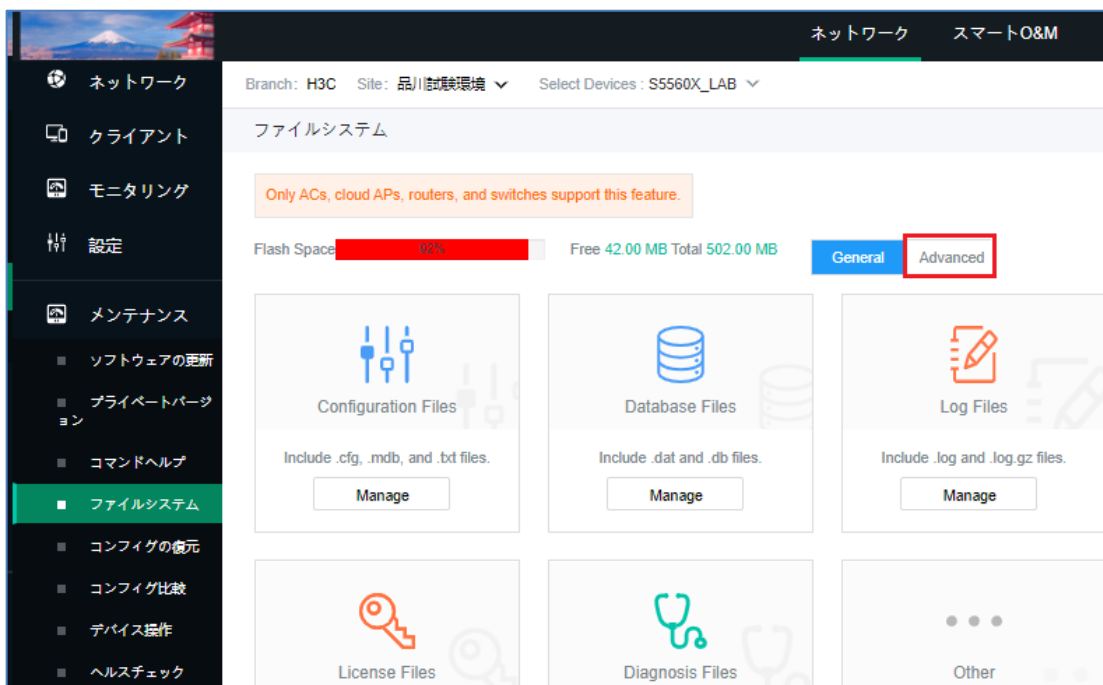 ネットワーク スマートO&M
ネットワーク
クライアント
モニタリング
設定
メンテナンス
ソフトウェアの更新
プライベートバージ
ョン
コマンドヘルプ
ファイルシステム
コンフィグの復元
コンフィグ比較
デバイス操作
ヘルスチェック
Branch: H3C Site: 品川試験環境 Select Devices : S5560X_LAB
ファイルシステム
Only ACs, cloud APs, routers, and switches support this feature.
Flash Space 92% Free 42.00 MB Total 502.00 MB General Advanced
Configuration Files
Include .cfg, .mdb, and .txt files.
Manage
Database Files
Include .dat and .db files.
Manage
Log Files
Include .log and .log.gz files.
Manage
License Files
Diagnosis Files
Other